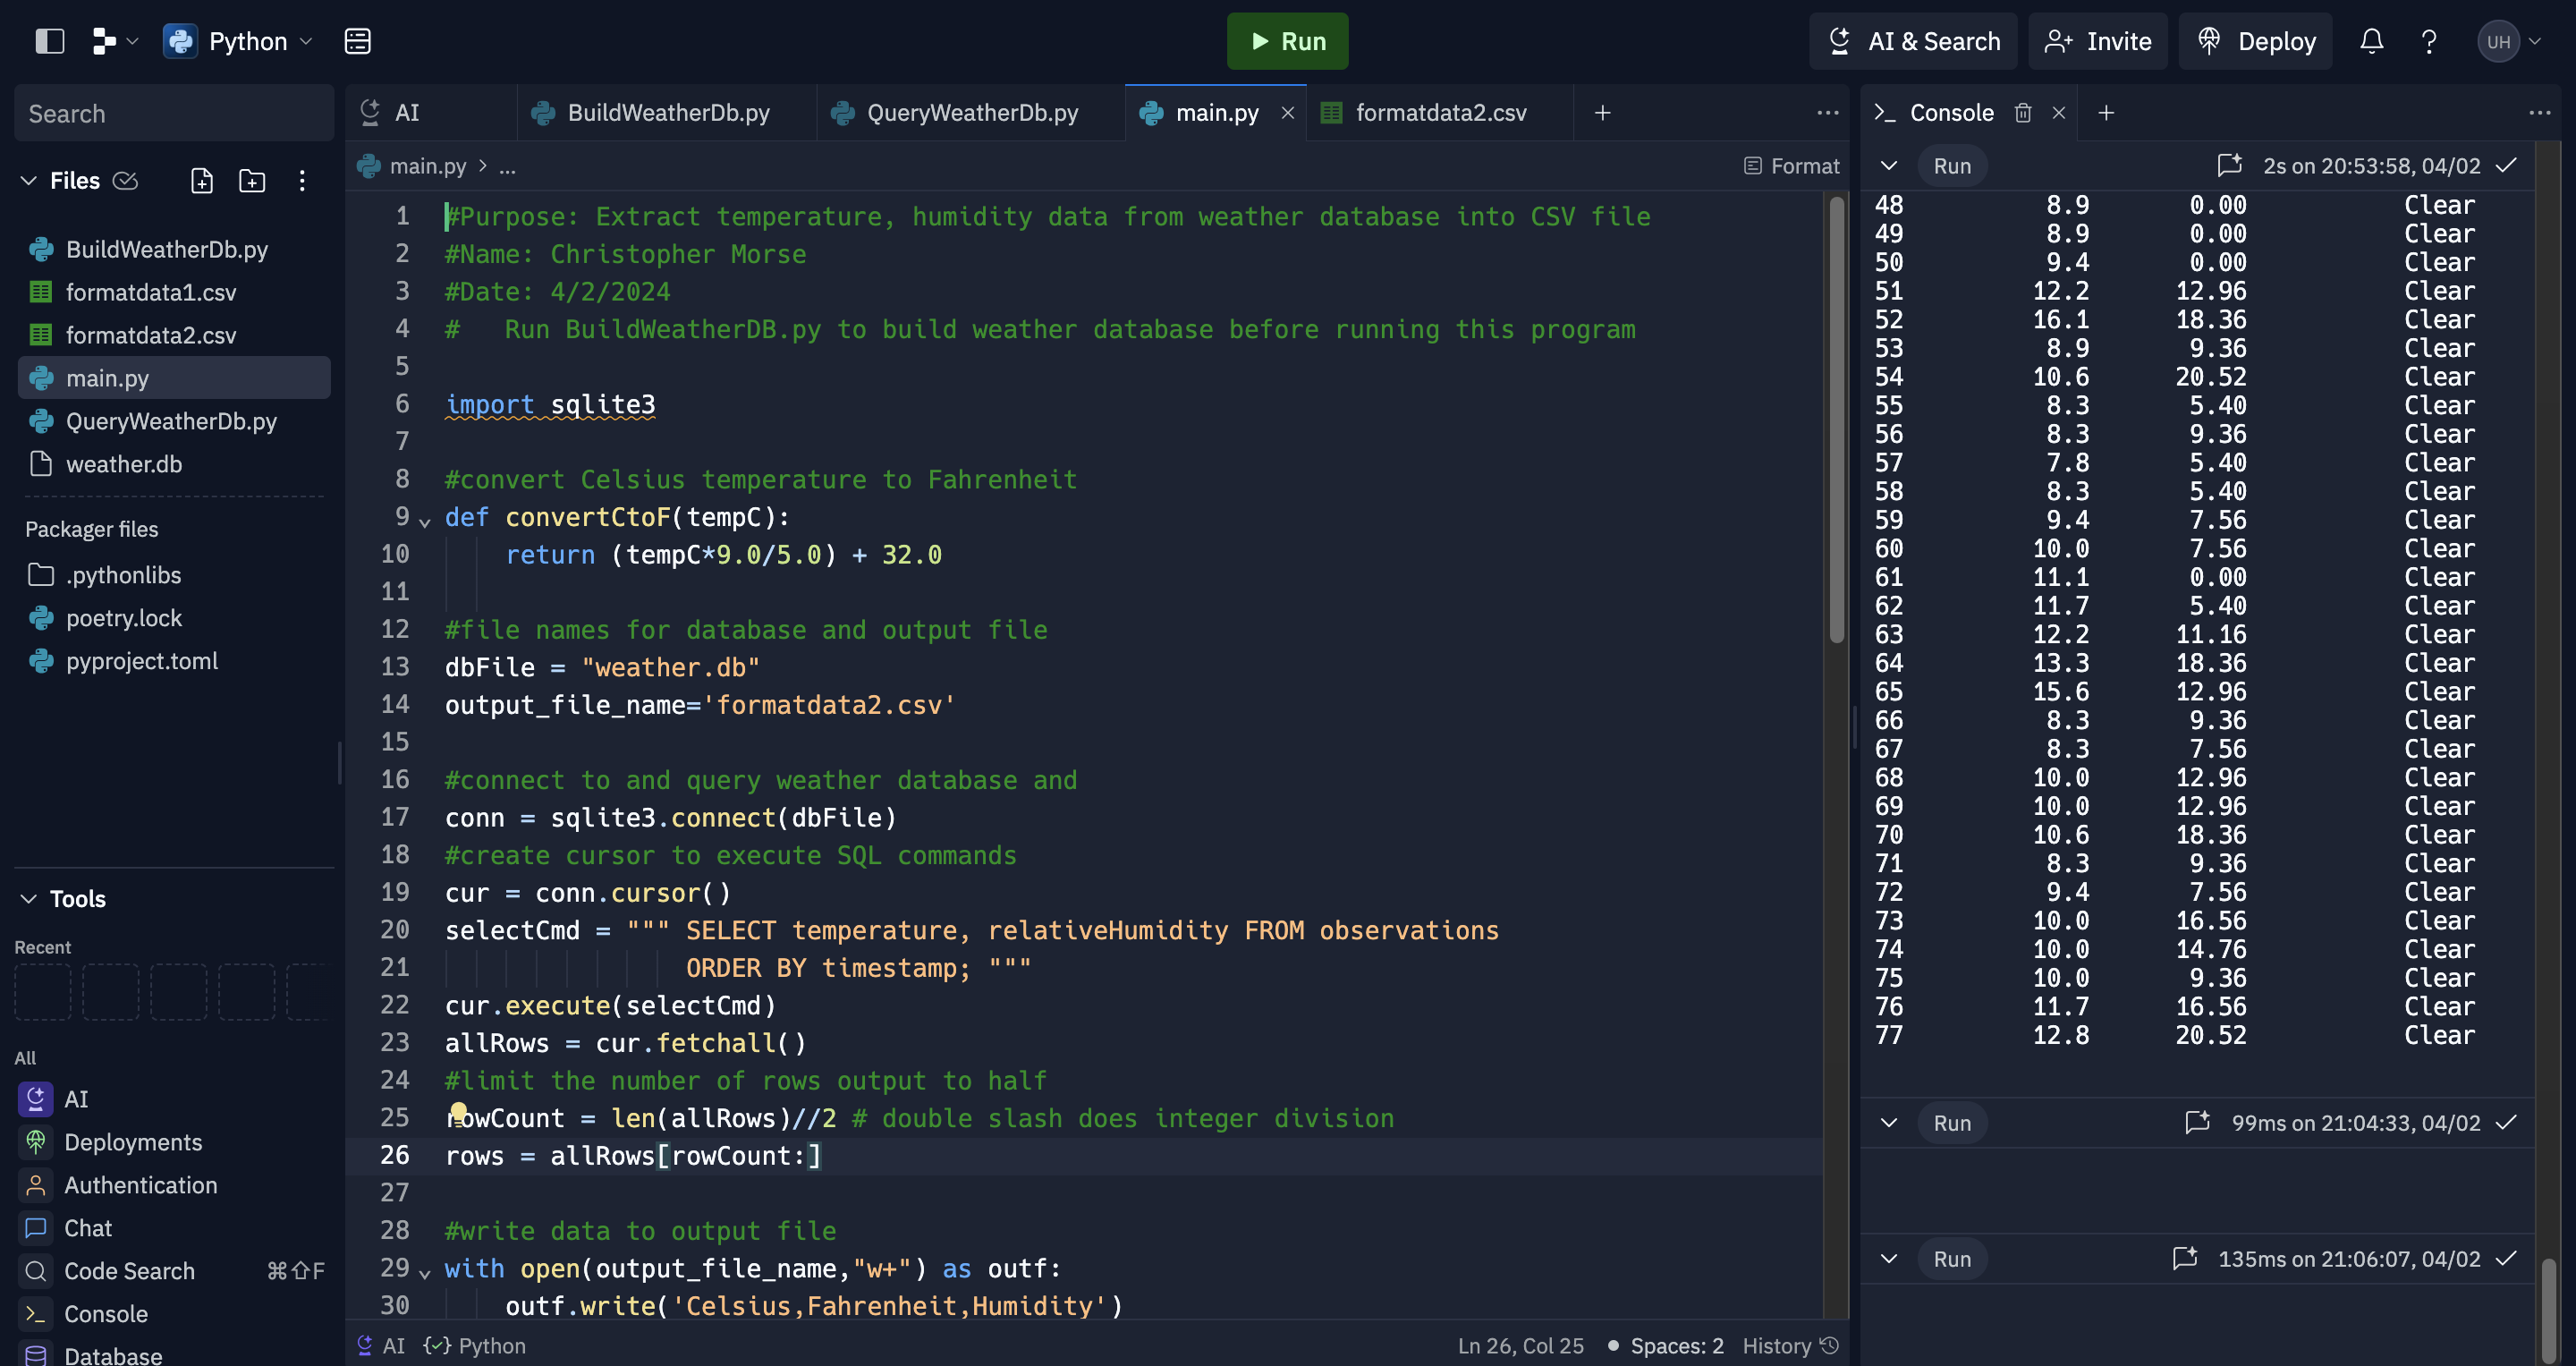 Python
Run
AI & Search
Invite
Deploy
UH
Search
Files
BuildWeatherDb.py
formatdata1.csv
formatdata2.csv
main.py
QueryWeatherDb.py
weather.db
Packager files
.pythonlibs
poetry.lock
pyproject.toml
Tools
Recent
All
AI
Deployments
Authentication
Chat
Code Search ⌘⇧F
Console
Database
AI
BuildWeatherDb.py
QueryWeatherDb.py
main.py
formatdata2.csv
main.py > ...
Format
1 #Purpose: Extract temperature, humidity data from weather database into CSV file
2 #Name: Christopher Morse
3 #Date: 4/2/2024
4 #   Run BuildWeatherDB.py to build weather database before running this program
5
6 import sqlite3
7
8 #convert Celsius temperature to Fahrenheit
9 def convertCtoF(tempC):
10     return (tempC*9.0/5.0) + 32.0
11
12 #file names for database and output file
13 dbFile = "weather.db"
14 output_file_name='formatdata2.csv'
15
16 #connect to and query weather database and
17 conn = sqlite3.connect(dbFile)
18 #create cursor to execute SQL commands
19 cur = conn.cursor()
20 selectCmd = """ SELECT temperature, relativeHumidity FROM observations
21                 ORDER BY timestamp; """
22 cur.execute(selectCmd)
23 allRows = cur.fetchall()
24 #limit the number of rows output to half
25 rowCount = len(allRows)//2 # double slash does integer division
26 rows = allRows[rowCount:]
27
28 #write data to output file
29 with open(output_file_name,"w+") as outf:
30     outf.write('Celsius,Fahrenheit,Humidity')
AI
Python
Ln 26, Col 25
Spaces: 2
History
Console
Run 2s on 20:53:58, 04/02
48 8.9 0.00 Clear
49 8.9 0.00 Clear
50 9.4 0.00 Clear
51 12.2 12.96 Clear
52 16.1 18.36 Clear
53 8.9 9.36 Clear
54 10.6 20.52 Clear
55 8.3 5.40 Clear
56 8.3 9.36 Clear
57 7.8 5.40 Clear
58 8.3 5.40 Clear
59 9.4 7.56 Clear
60 10.0 7.56 Clear
61 11.1 0.00 Clear
62 11.7 5.40 Clear
63 12.2 11.16 Clear
64 13.3 18.36 Clear
65 15.6 12.96 Clear
66 8.3 9.36 Clear
67 8.3 7.56 Clear
68 10.0 12.96 Clear
69 10.0 12.96 Clear
70 10.6 18.36 Clear
71 8.3 9.36 Clear
72 9.4 7.56 Clear
73 10.0 16.56 Clear
74 10.0 14.76 Clear
75 10.0 9.36 Clear
76 11.7 16.56 Clear
77 12.8 20.52 Clear
Run 99ms on 21:04:33, 04/02
Run 135ms on 21:06:07, 04/02